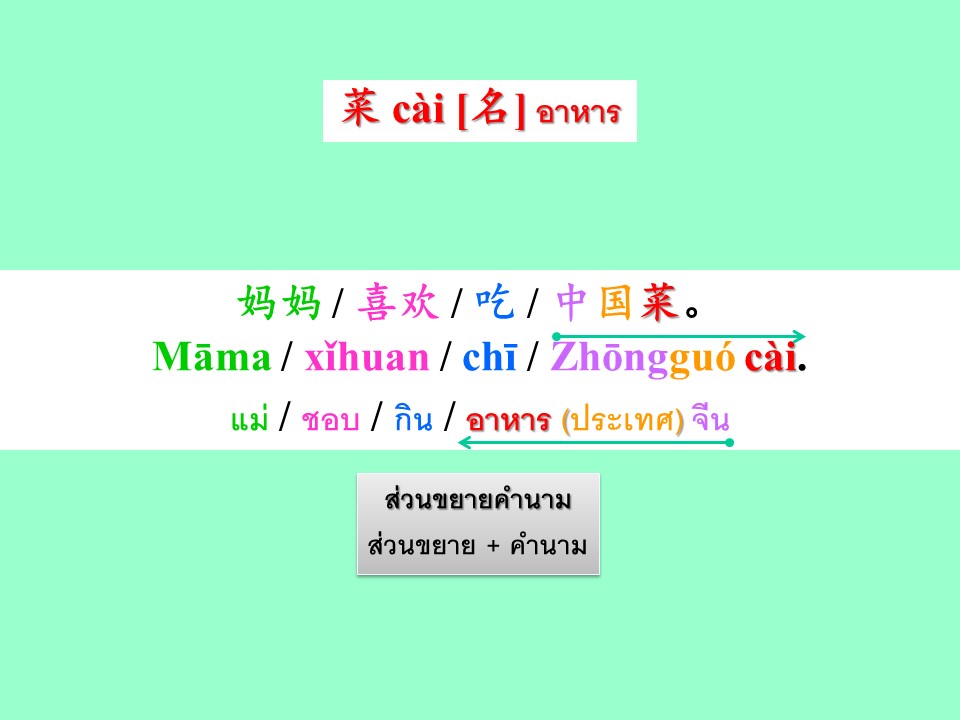 菜 cài [名] อาหาร
妈妈 / 喜欢 / 吃 / 中国菜。
Māma / xǐhuan / chī / Zhōngguó cài.
แม่ / ชอบ / กิน / อาหาร (ประเทศ) จีน
ส่วนขยายคำนาม
ส่วนขยาย + คำนาม